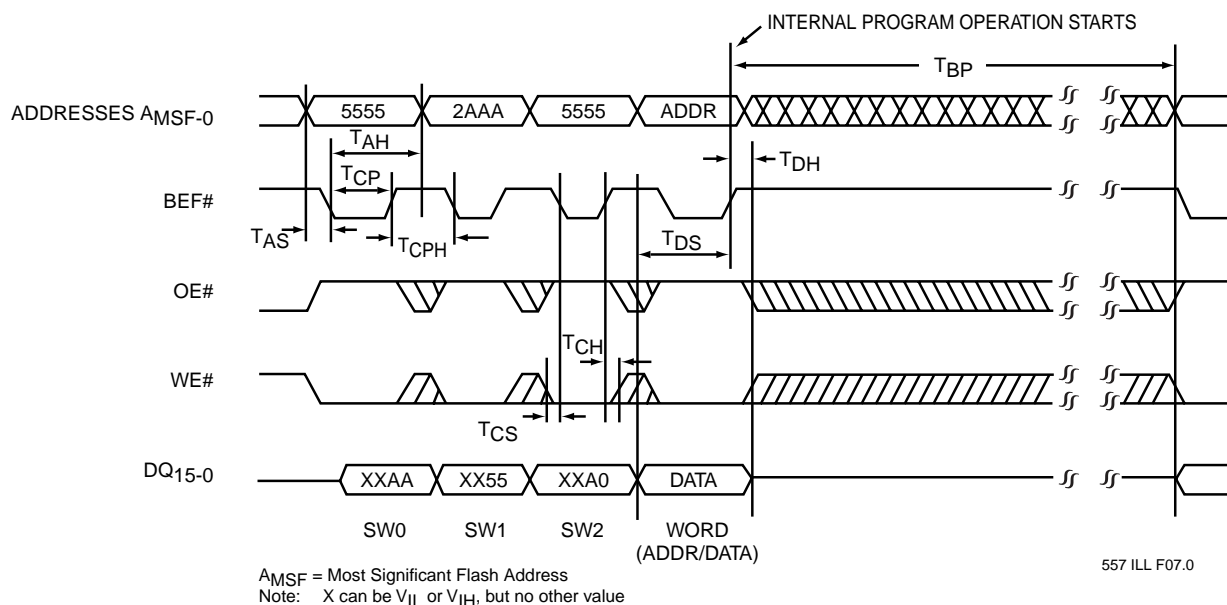 INTERNAL PROGRAM OPERATION STARTS
TBP
ADDRESSES AMSF-0
5555
2AAA
5555
ADDR
TAH
TDH
TCP
BEF#
TAS
TCPH
TDS
OE#
TCH
WE#
TCS
DQ15-0
XXAA
XX55
XXA0
DATA
SW0
SW1
SW2
WORD
(ADDR/DATA)
AMSF = Most Significant Flash Address
Note: X can be VIL or VIH, but no other value
557 ILL F07.0